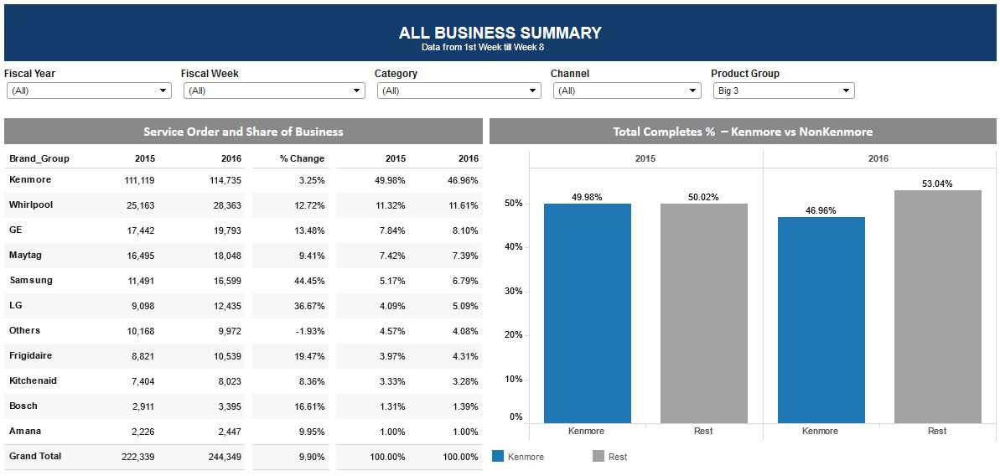 ALL BUSINESS SUMMARY
Data from 1st Week till Week 8
Fiscal Year Fiscal Week Category Channel Product Group
(All) (All) (All) (All) Big 3
Service Order and Share of Business
Brand_Group 2015 2016 % Change 2015 2016
Kenmore 111,119 114,735 3.25% 49.98% 46.96%
Whirlpool 25,163 28,363 12.72% 11.32% 11.61%
GE 17,442 19,793 13.48% 7.84% 8.10%
Maytag 16,495 18,048 9.41% 7.42% 7.39%
Samsung 11,491 16,599 44.45% 5.17% 6.79%
LG 9,098 12,435 36.67% 4.09% 5.09%
Others 10,168 9,972 -1.93% 4.57% 4.08%
Frigidaire 8,821 10,539 19.47% 3.97% 4.31%
Kitchenaid 7,404 8,023 8.36% 3.33% 3.28%
Bosch 2,911 3,395 16.61% 1.31% 1.39%
Amana 2,226 2,447 9.95% 1.00% 1.00%
Grand Total 222,339 244,349 9.90% 100.00% 100.00%
Total Completes % – Kenmore vs NonKenmore
2015 2016
53.04%
49.98% 50.02%
46.96%
50%
40%
30%
20%
10%
0%
Kenmore Rest Kenmore Rest
Kenmore Rest